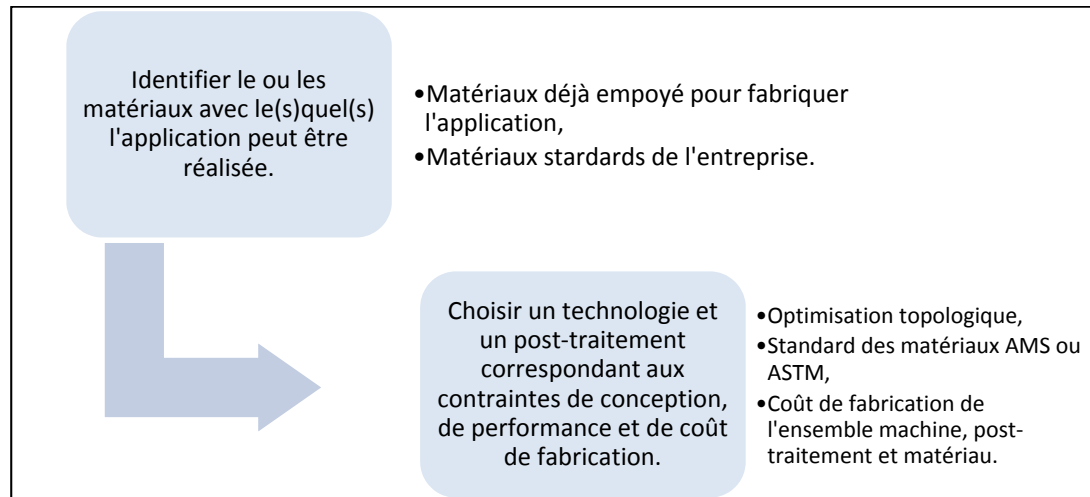 Identifier le ou les
matériaux avec le(s)quel(s)
l'application peut être
réalisée.
•Matériaux déjà empoyé pour fabriquer
l'application,
•Matériaux stardards de l'entreprise.
Choisir un technologie et
un post-traitement
correspondant aux
contraintes de conception,
de performance et de coût
de fabrication.
•Optimisation topologique,
•Standard des matériaux AMS ou
ASTM,
•Coût de fabrication de
l'ensemble machine, post-
traitement et matériau.